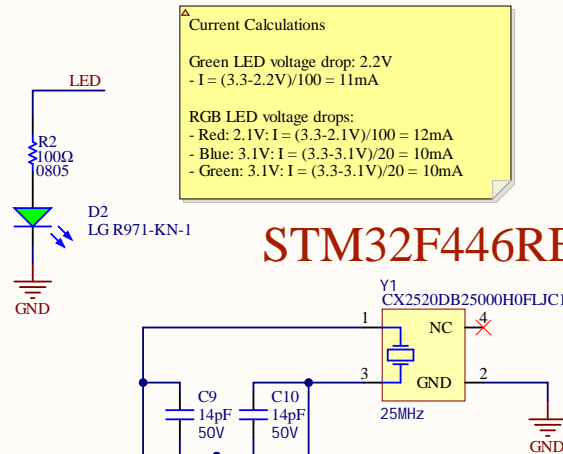 Current Calculations
Green LED voltage drop: 2.2V
- I = (3.3-2.2V)/100 = 11mA
RGB LED voltage drops:
- Red: 2.1V: I = (3.3-2.1V)/100 = 12mA
- Blue: 3.1V: I = (3.3-3.1V)/20 = 10mA
- Green: 3.1V: I = (3.3-3.1V)/20 = 10mA
LED
R2
100Ω
0805
D2
LG R971-KN-1
GND
STM32F446RE
Y1
CX2520DB25000H0FLJC1
1
NC
4
3
GND
2
25MHz
C9
14pF
50V
C10
14pF
50V
GND